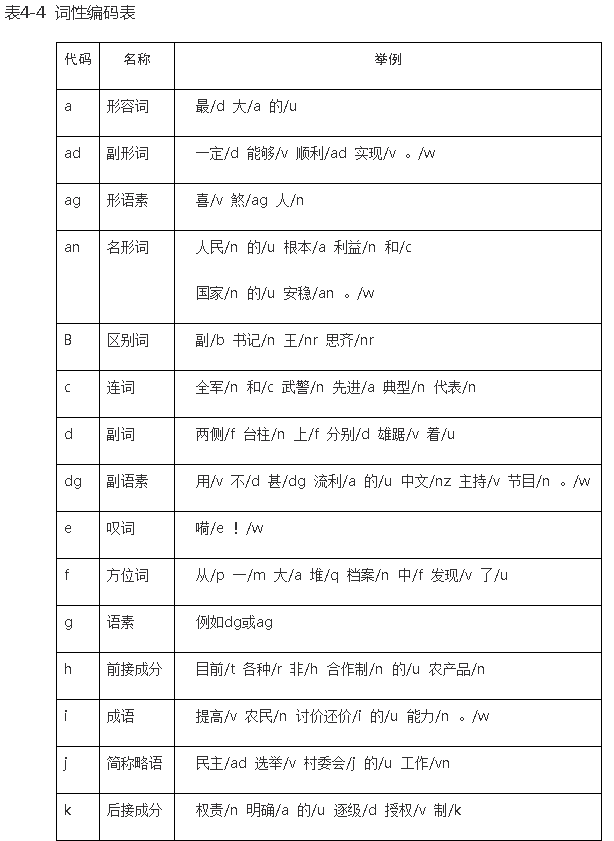 表4-4 词性编码表
代码 名称 举例
a 形容词 最/d 大/a 的/u
ad 副形词 一定/d 能够/v 顺利/ad 实现/v 。/w
ag 形语素 喜/v 煞/ag 人/n
an 名形词 人民/n 的/u 根本/a 利益/n 和/c
国家/n 的/u 安稳/an 。/w
B 区别词 副/b 书记/n 王/nr 思齐/nr
c 连词 全军/n 和/c 武警/n 先进/a 典型/n 代表/n
d 副词 两侧/f 台柱/n 上/f 分别/d 雄踞/v 着/u
dg 副语素 用/v 不/d 甚/dg 流利/a 的/u 中文/nz 主持/v 节目/n 。/w
e 叹词 嗬/e ！/w
f 方位词 从/p 一/m 大/a 堆/q 档案/n 中/f 发现/v 了/u
g 语素 例如dg或ag
h 前接成分 目前/t 各种/r 非/h 合作制/n 的/u 农产品/n
i 成语 提高/v 农民/n 讨价还价/i 的/u 能力/n 。/w
j 简称略语 民主/ad 选举/v 村委会/j 的/u 工作/vn
k 后接成分 权责/n 明确/a 的/u 逐级/d 授权/v 制/k